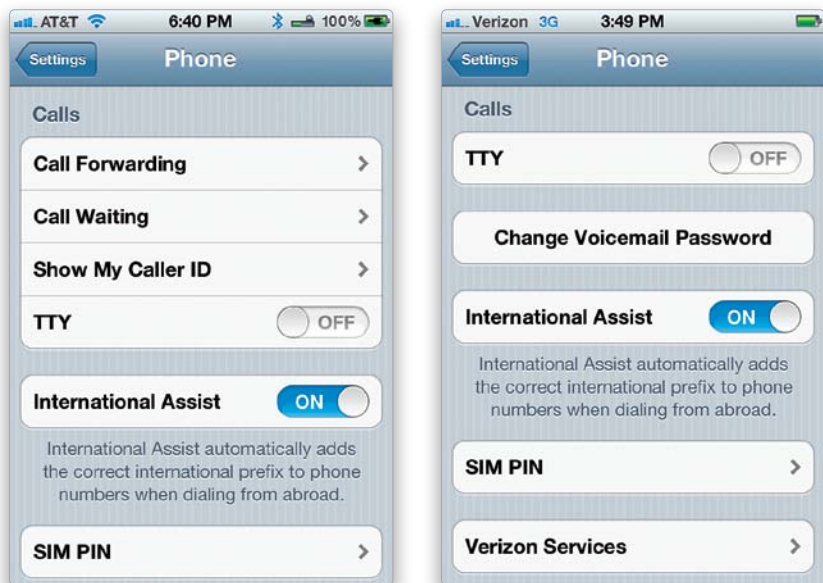 AT&T 6:40 PM 100%
Settings Phone
Calls
Call Forwarding
Call Waiting
Show My Caller ID
TTY OFF
International Assist ON
International Assist automatically adds
the correct international prefix to phone
numbers when dialing from abroad.
SIM PIN
Verizon 3G 3:49 PM
Settings Phone
Calls
TTY OFF
Change Voicemail Password
International Assist ON
International Assist automatically adds
the correct international prefix to phone
numbers when dialing from abroad.
SIM PIN
Verizon Services